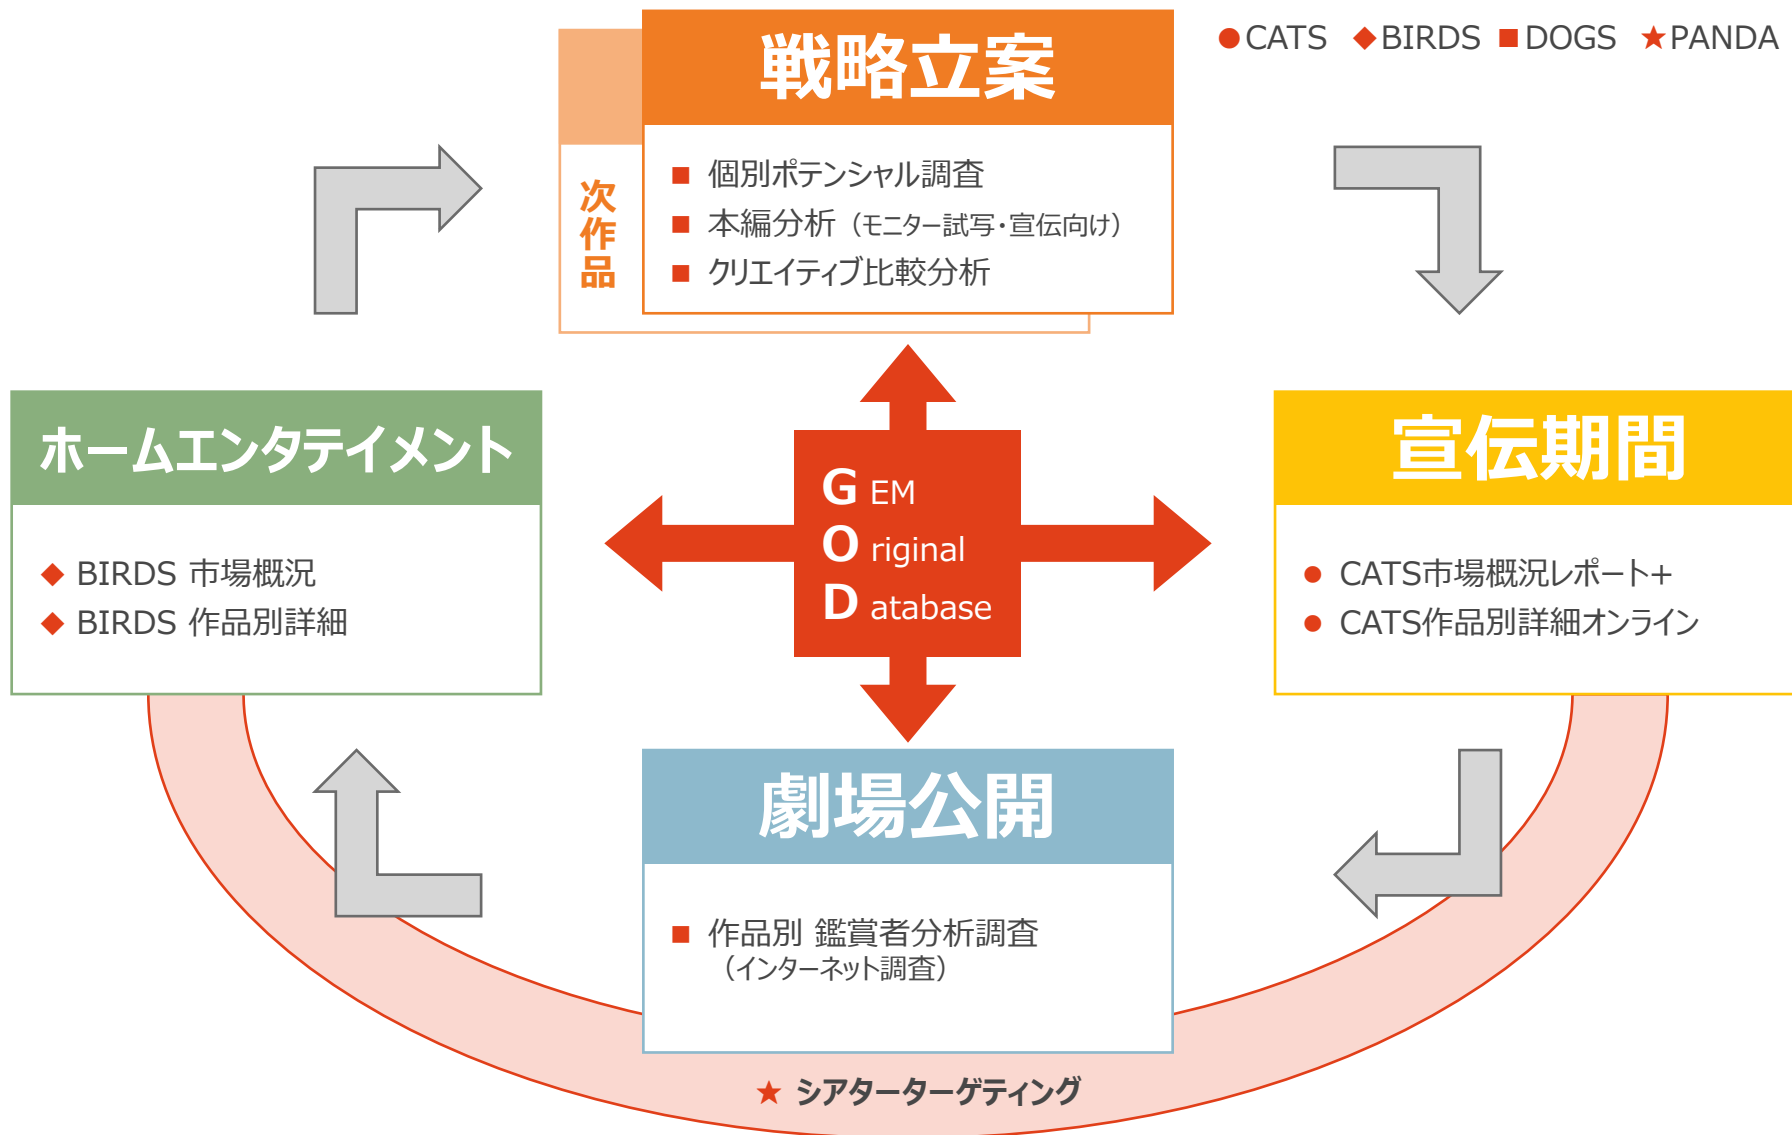 ●CATS ◆BIRDS ■DOGS ★PANDA
戦略立案
次作品
■ 個別ポテンシャル調査
■ 本編分析（モニター試写・宣伝向け）
■ クリエイティブ比較分析
ホームエンタテイメント
◆ BIRDS 市場概況
◆ BIRDS 作品別詳細
GEM
Original
Database
宣伝期間
● CATS市場概況レポート+
● CATS作品別詳細オンライン
劇場公開
■ 作品別 鑑賞者分析調査
（インターネット調査）
★ シアターターゲティング